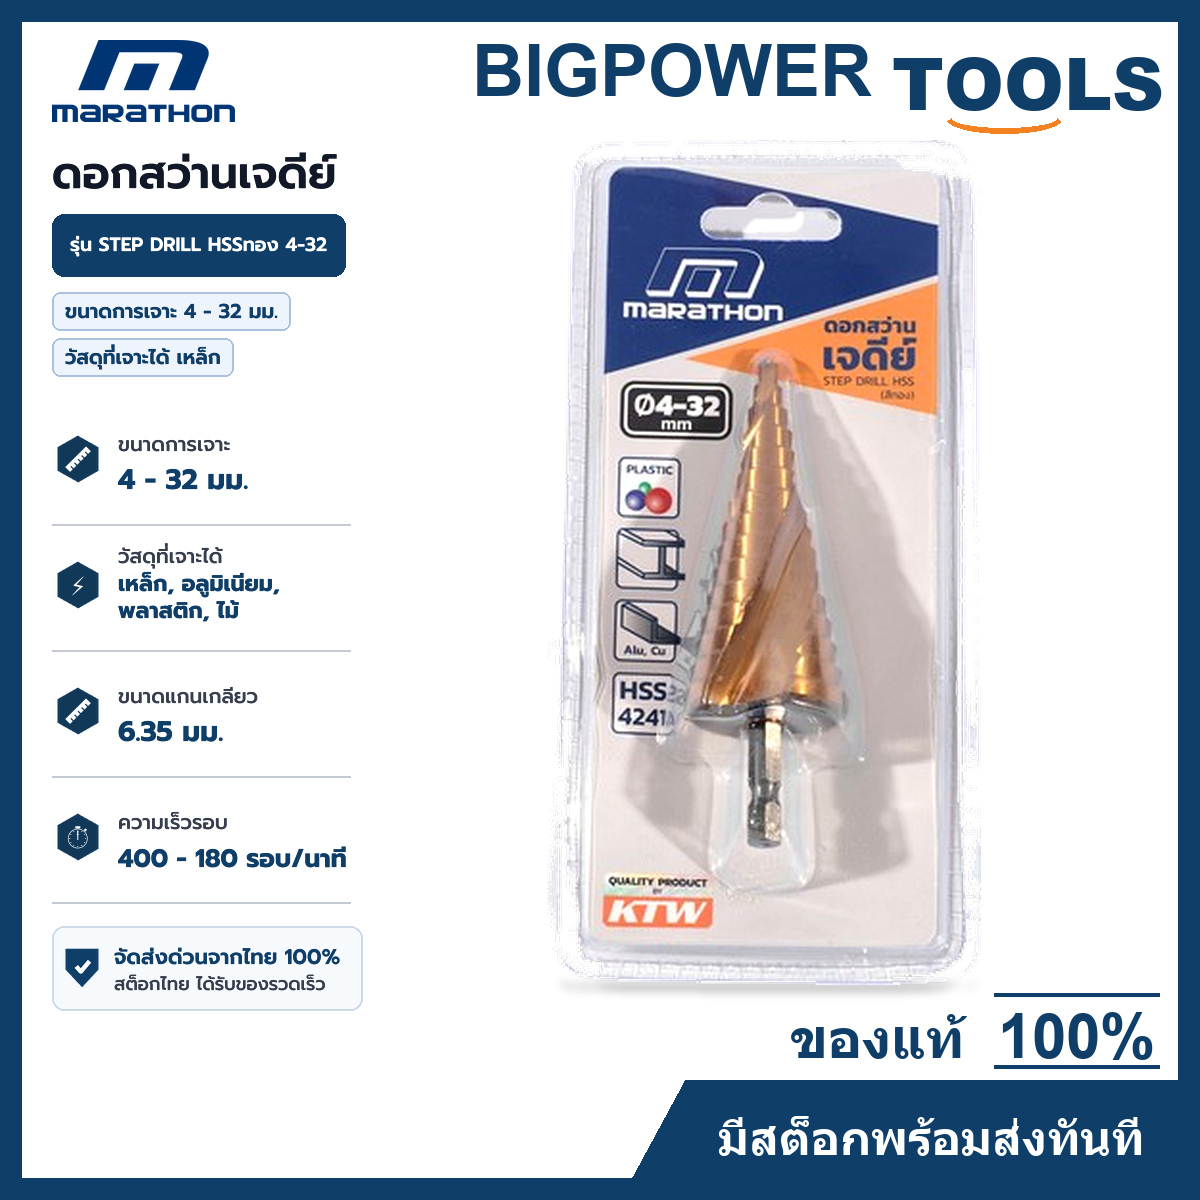 marathon
BIGPOWER TOOLS
ดอกสว่านเจดีย์
รุ่น STEP DRILL HSSทอง 4-32
ขนาดการเจาะ 4 - 32 มม.
วัสดุที่เจาะได้ เหล็ก
ขนาดการเจาะ
4 - 32 มม.
วัสดุที่เจาะได้
เหล็ก, อลูมิเนียม,
พลาสติก, ไม้
ขนาดแกนเกลียว
6.35 มม.
ความเร็วรอบ
400 - 180 รอบ/นาที
จัดส่งด่วนจากไทย 100%
สต็อกไทย ได้รับของรวดเร็ว
marathon
ดอกสว่าน
เจดีย์
STEP DRILL HSS
(สีทอง)
Ø4-32
mm
PLASTIC
Alu, Cu
HSS
4241
QUALITY PRODUCT
BY
KTW
ของแท้ 100%
มีสต็อกพร้อมส่งทันที